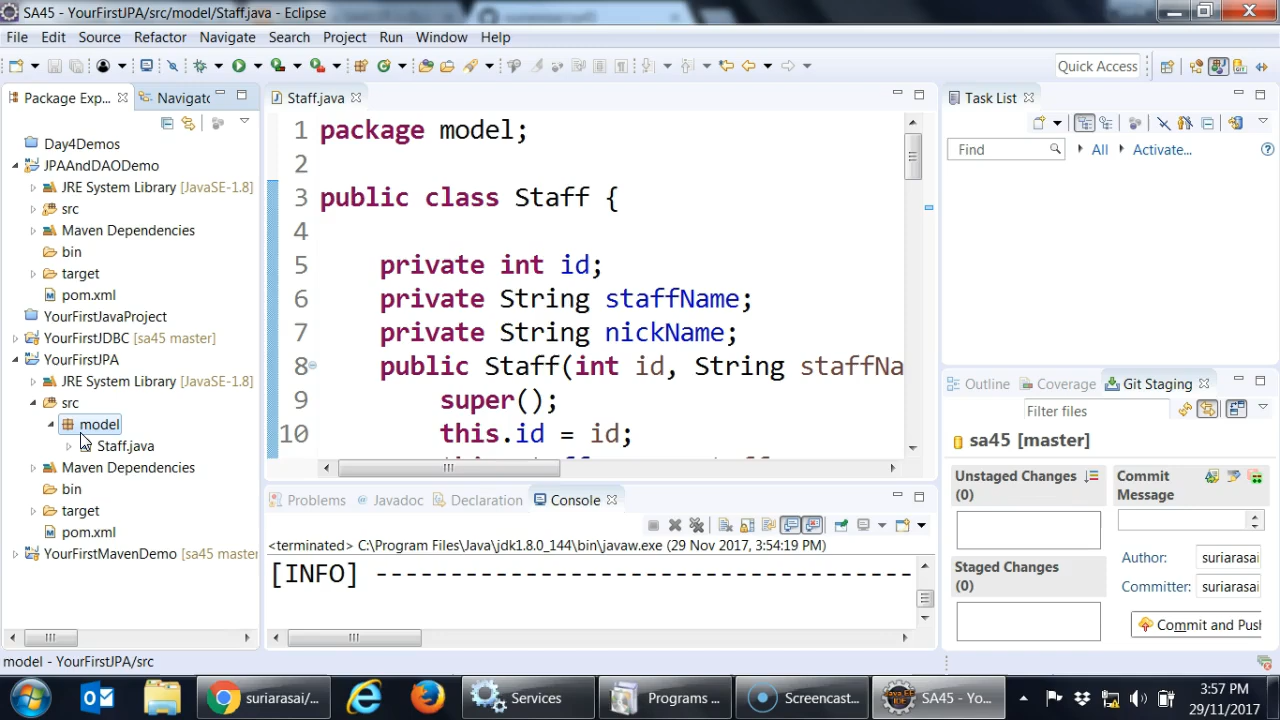 SA45 - YourFirstJPA/src/model/Staff.java - Eclipse
File Edit Source Refactor Navigate Search Project Run Window Help
Quick Access
Package Exp...
Navigator
Day4Demos
JPAAndDAODemo
JRE System Library [JavaSE-1.8]
src
Maven Dependencies
bin
target
pom.xml
YourFirstJavaProject
YourFirstJDBC [sa45 master]
YourFirstJPA
JRE System Library [JavaSE-1.8]
src
model
Staff.java
Maven Dependencies
bin
target
pom.xml
YourFirstMavenDemo [sa45 master
Staff.java
1 package model;
2
3 public class Staff {
4
5 private int id;
6 private String staffName;
7 private String nickName;
8 public Staff(int id, String staffNa
9 super();
10 this.id = id;
Problems Javadoc Declaration Console
<terminated> C:\Program Files\Java\jdk1.8.0_144\bin\javaw.exe (29 Nov 2017, 3:54:19 PM)
[INFO] ------------------------------------
Task List
Find All Activate...
Outline Coverage Git Staging
Filter files
sa45 [master]
Unstaged Changes (0)
Staged Changes (0)
Commit Message
Author: suriarasai
Committer: suriarasai
Commit and Push
model - YourFirstJPA/src
suriarasai/...
Services
Programs ...
Screencast...
SA45 - Yo...
3:57 PM
29/11/2017